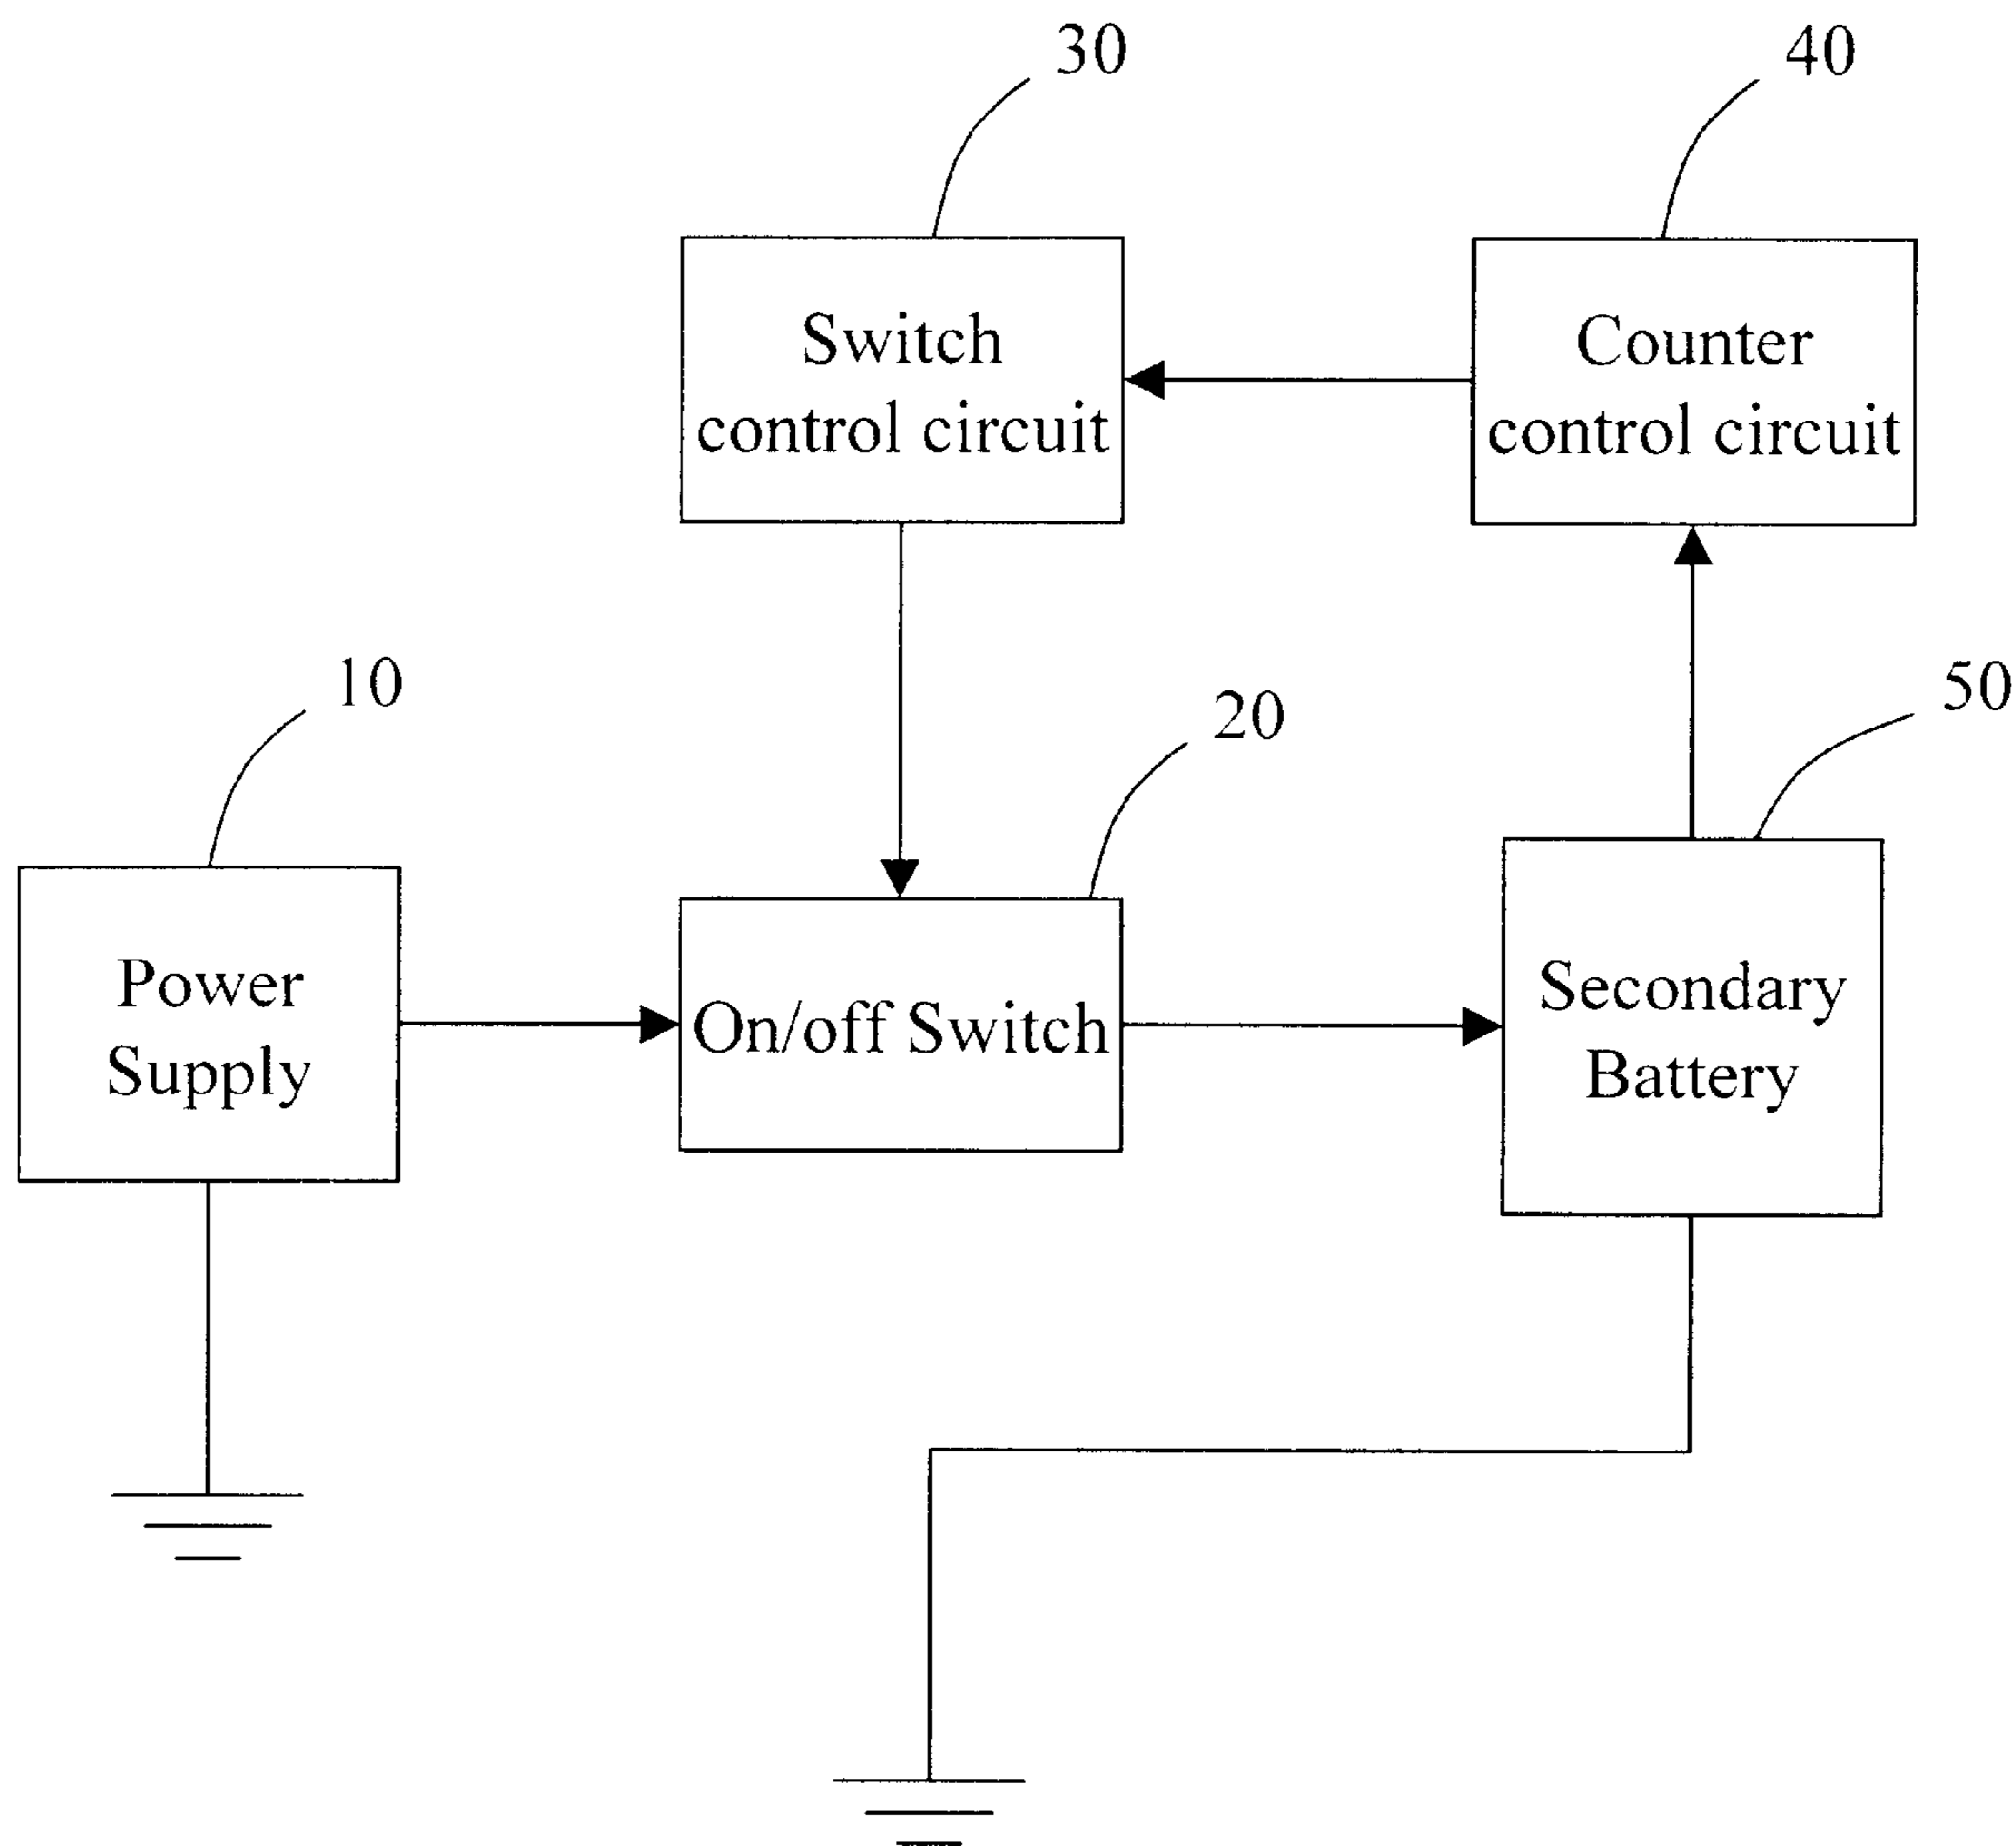 30
40
Switch
control circuit
Counter
control circuit
10
20
50
Power
Supply
On/off Switch
Secondary
Battery